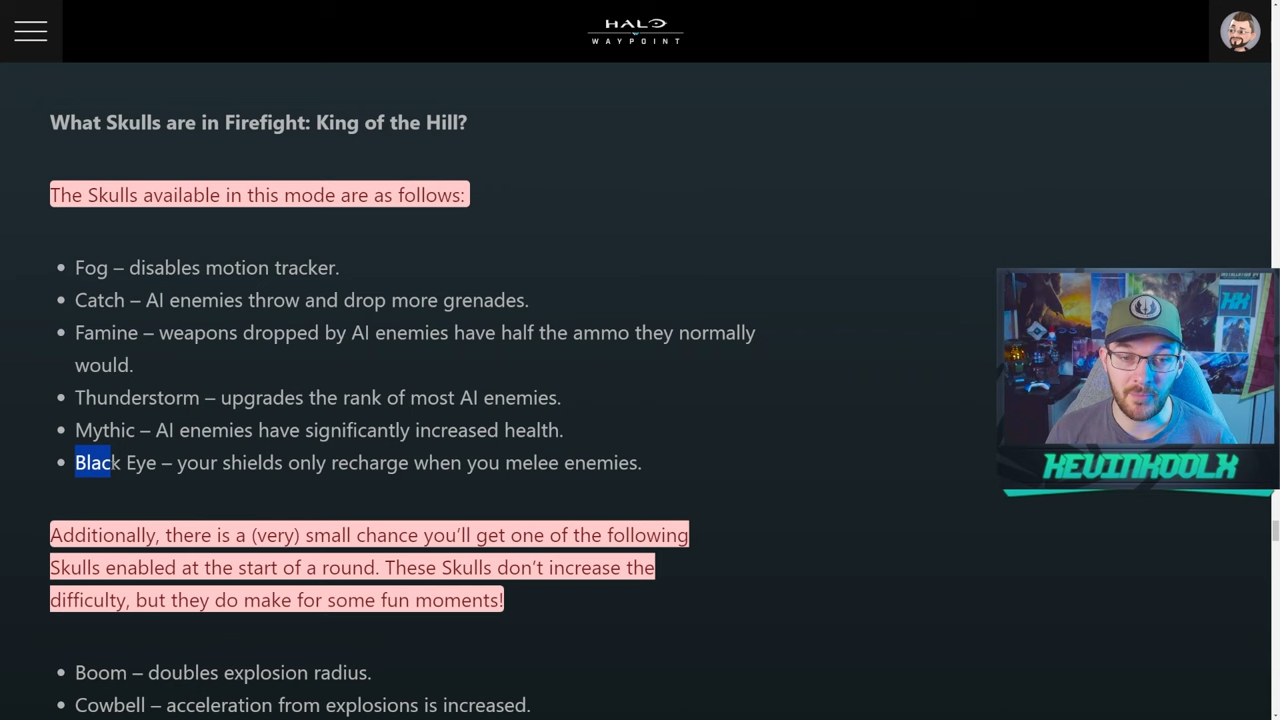 HALO
WAYPOINT
What Skulls are in Firefight: King of the Hill?
The Skulls available in this mode are as follows:
• Fog – disables motion tracker.
• Catch – AI enemies throw and drop more grenades.
• Famine – weapons dropped by AI enemies have half the ammo they normally
would.
• Thunderstorm – upgrades the rank of most AI enemies.
• Mythic – AI enemies have significantly increased health.
• Black Eye – your shields only recharge when you melee enemies.
KEVINKOOLX
Additionally, there is a (very) small chance you’ll get one of the following
Skulls enabled at the start of a round. These Skulls don’t increase the
difficulty, but they do make for some fun moments!
• Boom – doubles explosion radius.
• Cowbell – acceleration from explosions is increased.